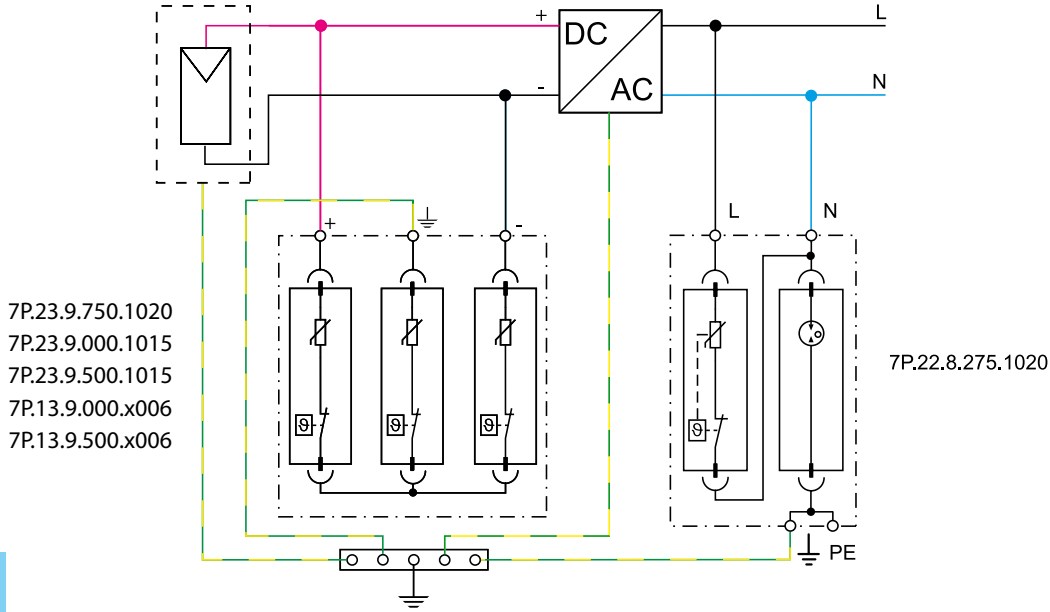 +
DC
L
-
AC
N
+
-
L
N
7P.23.9.750.1020
7P.23.9.000.1015
7P.23.9.500.1015
7P.13.9.000.x006
7P.13.9.500.x006
7P.22.8.275.1020
ϑ
ϑ
ϑ
ϑ
PE